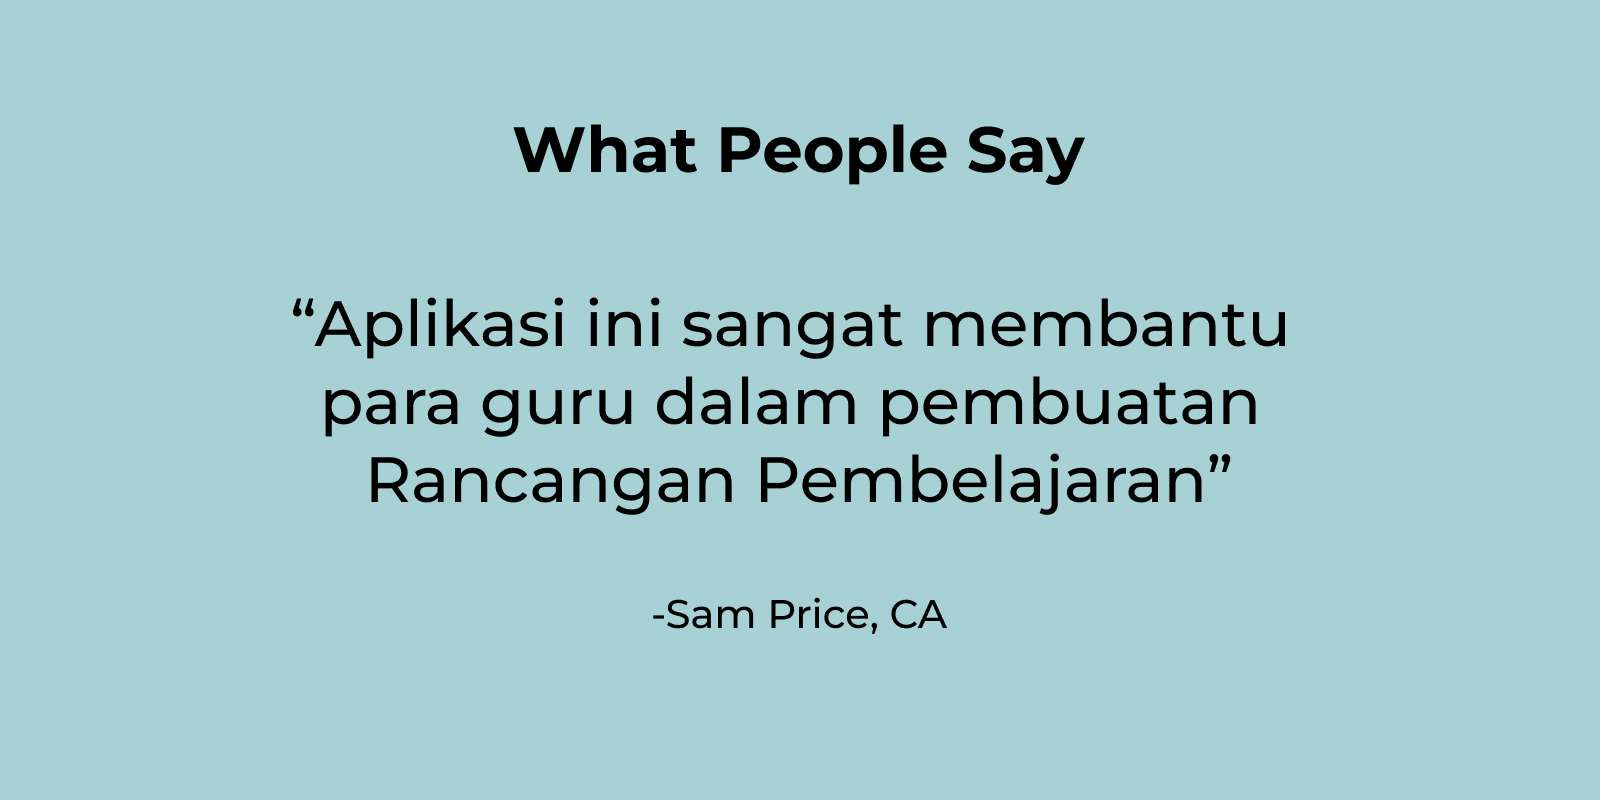 What People Say
“Aplikasi ini sangat membantu
para guru dalam pembuatan
Rancangan Pembelajaran”
-Sam Price, CA